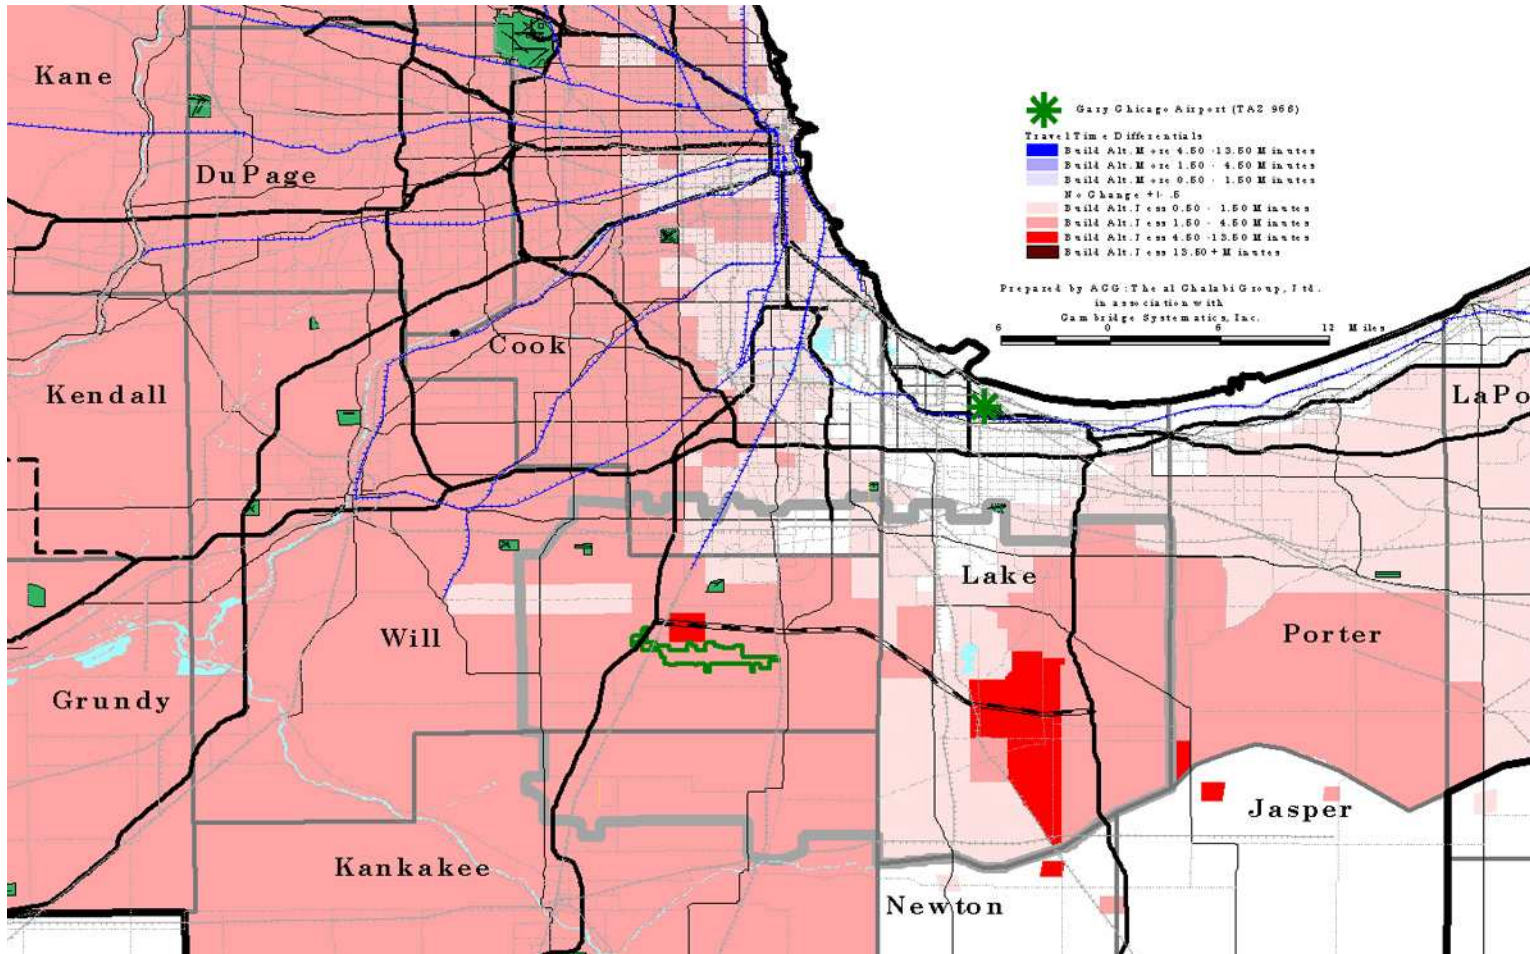 Kane
DuPage
Kendall
Cook
Will
Grundy
Kankakee
Lake
Porter
LaPo
Jasper
Newton
Gary Chicago Airport (TAZ 966)
Travel Time Differentials
Build Alt. More 4.50 - 13.50 Minutes
Build Alt. More 1.50 - 4.50 Minutes
Build Alt. More 0.50 - 1.50 Minutes
No Change +/- .5
Build Alt. Less 0.50 - 1.50 Minutes
Build Alt. Less 1.50 - 4.50 Minutes
Build Alt. Less 4.50 - 13.50 Minutes
Build Alt. Less 13.50 + Minutes
Prepared by ACG: The al Chalabi Group, Ltd.
in association with
Cambridge Systematics, Inc.
6 0 6 12 Miles